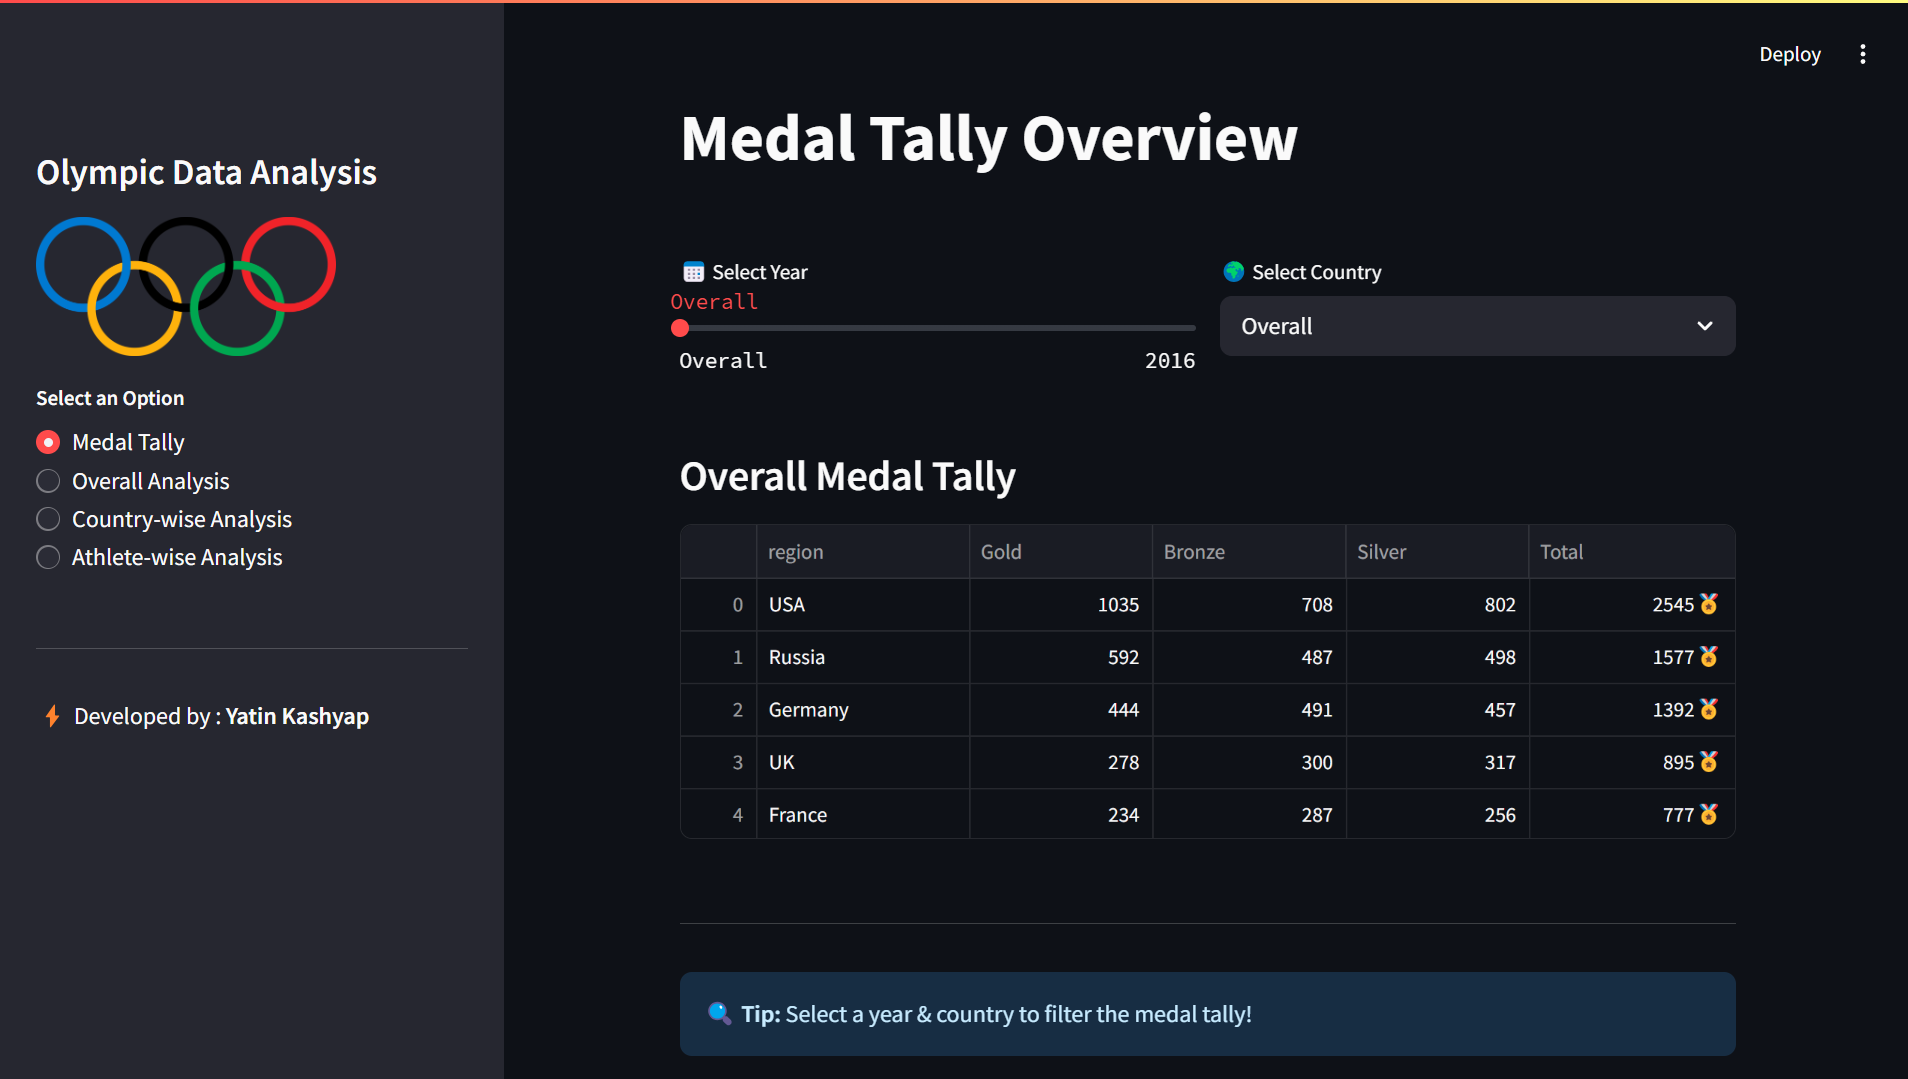 Deploy
Olympic Data Analysis
Select an Option
Medal Tally
Overall Analysis
Country-wise Analysis
Athlete-wise Analysis
Developed by : Yatin Kashyap
Medal Tally Overview
Select Year
Overall
Overall 2016
Select Country
Overall
Overall Medal Tally
region Gold Bronze Silver Total
0 USA 1035 708 802 2545
1 Russia 592 487 498 1577
2 Germany 444 491 457 1392
3 UK 278 300 317 895
4 France 234 287 256 777
Tip: Select a year & country to filter the medal tally!